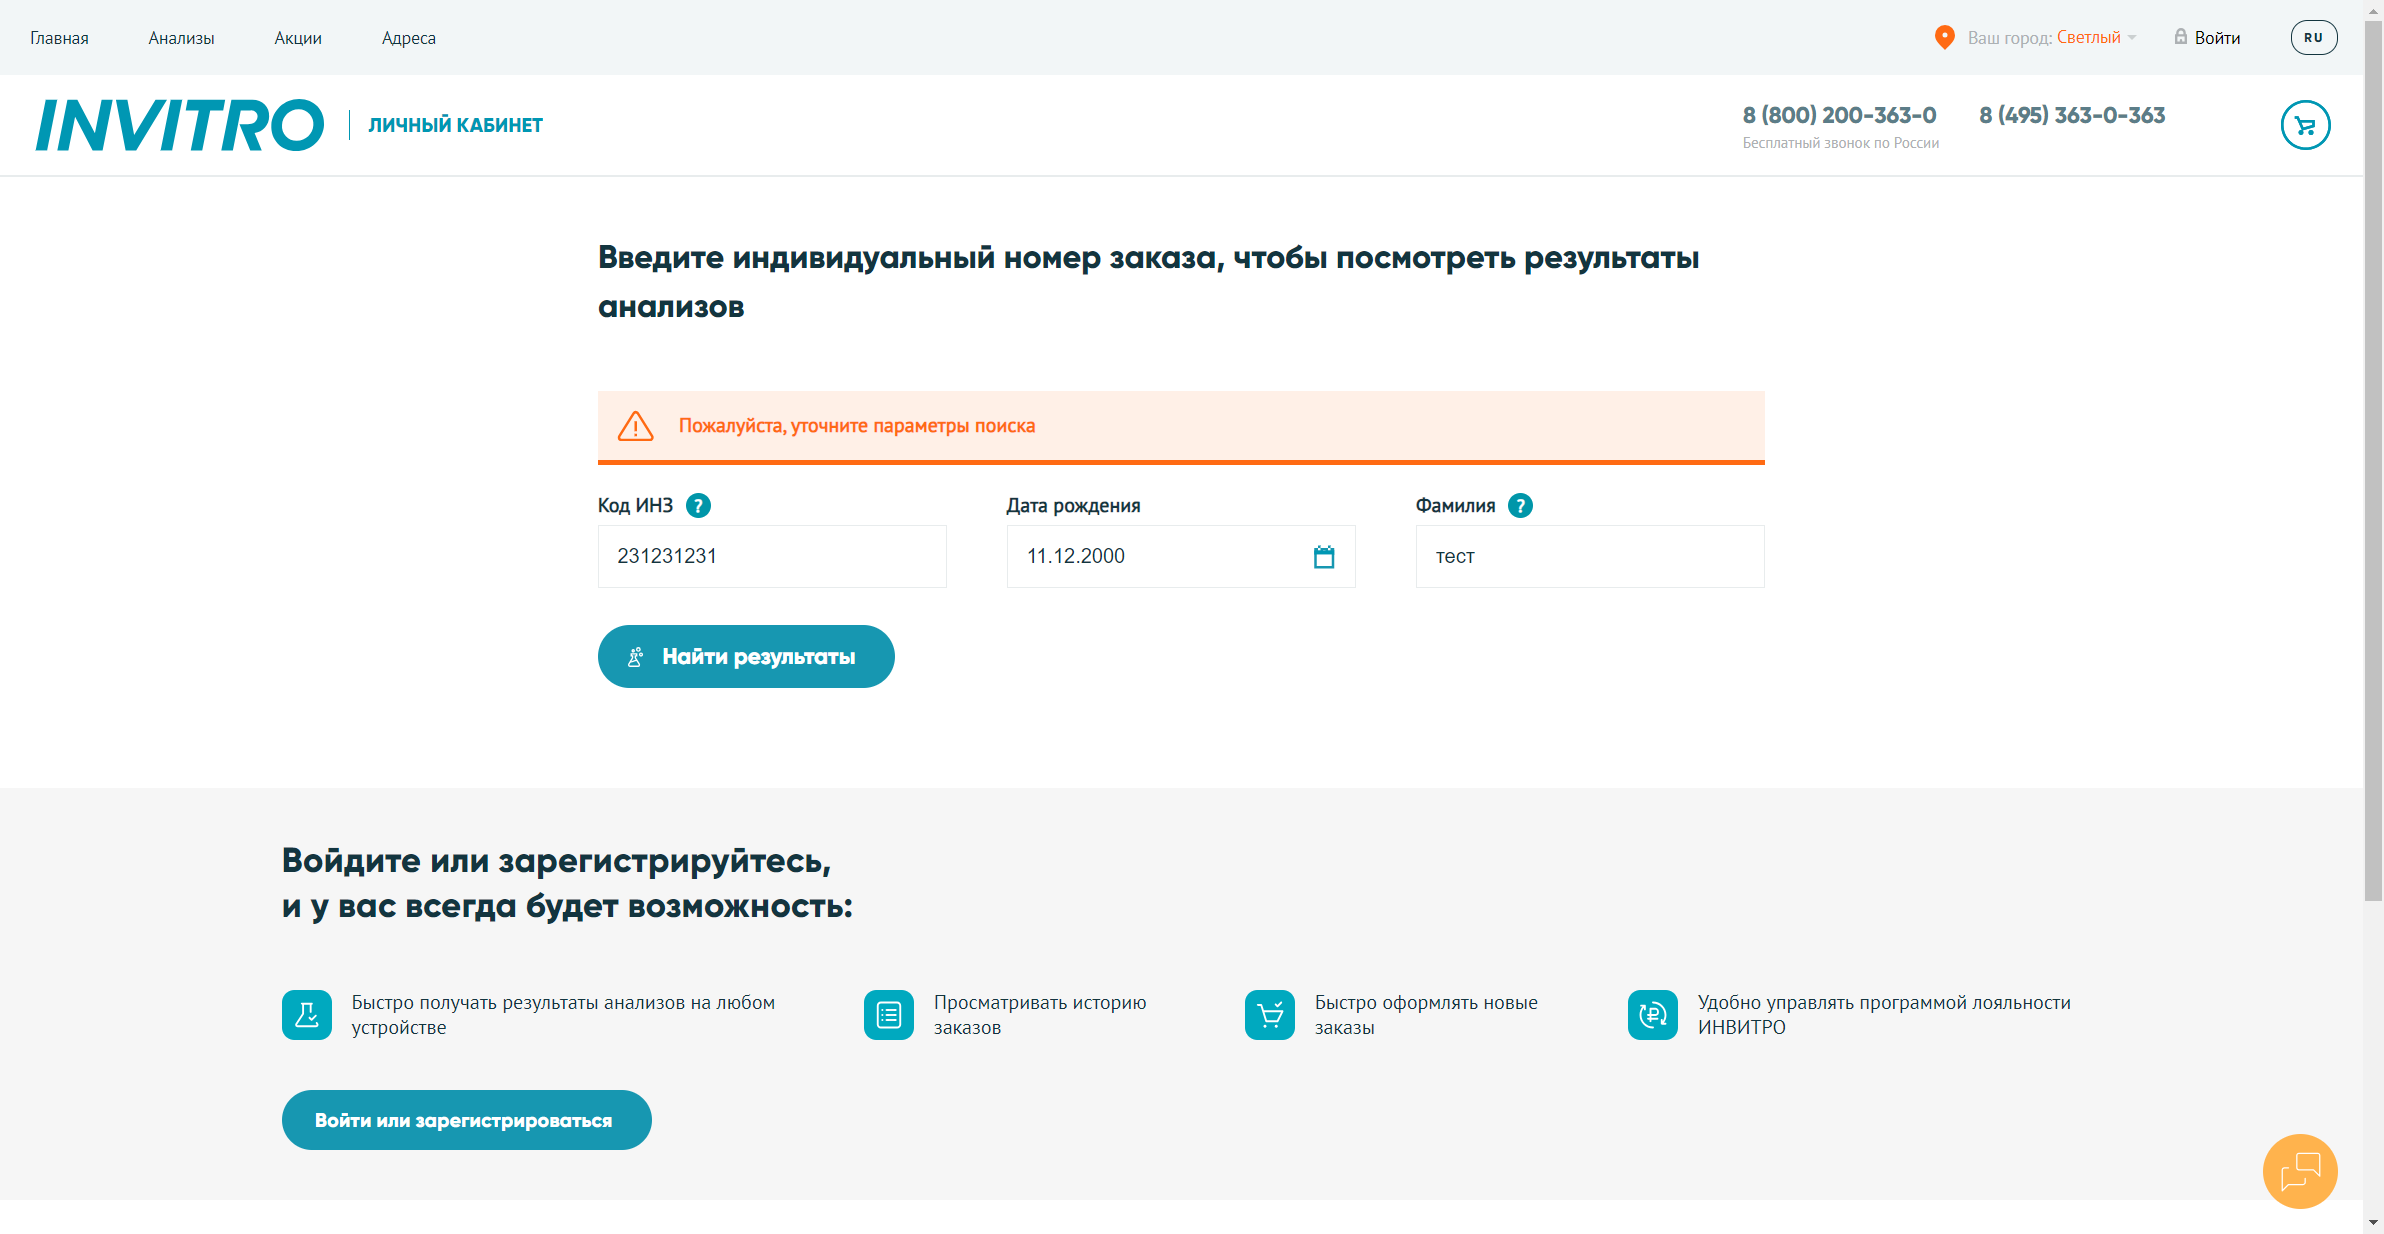 Главная Анализы Акции Адреса Ваш город: Светлый Войти RU
INVITRO ЛИЧНЫЙ КАБИНЕТ 8 (800) 200-363-0 8 (495) 363-0-363
Бесплатный звонок по России
Введите индивидуальный номер заказа, чтобы посмотреть результаты
анализов
Пожалуйста, уточните параметры поиска
Код ИНЗ ? Дата рождения Фамилия ?
231231231 11.12.2000 тест
Найти результаты
Войдите или зарегистрируйтесь,
и у вас всегда будет возможность:
Быстро получать результаты анализов на любом
устройстве
Просматривать историю
заказов
Быстро оформлять новые
заказы
Удобно управлять программой лояльности
ИНВИТРО
Войти или зарегистрироваться